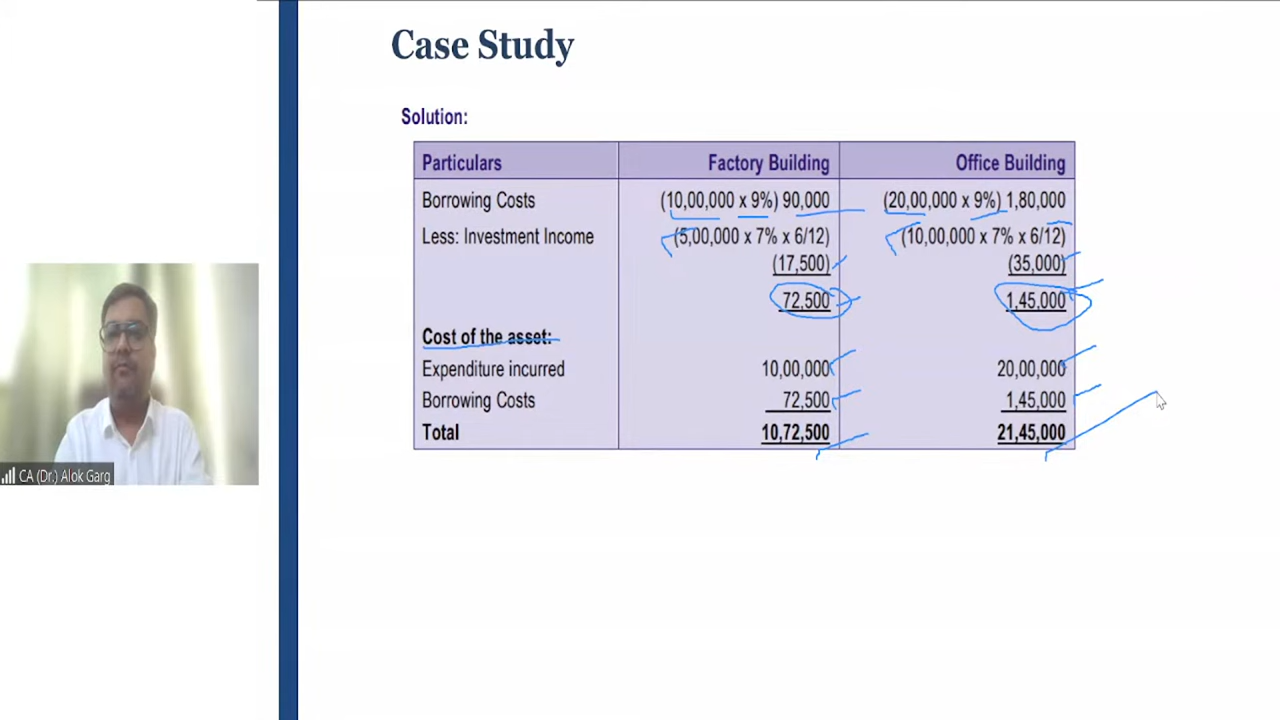 Case Study
Solution:
Particulars Factory Building Office Building
Borrowing Costs (10,00,000 x 9%) 90,000 (20,00,000 x 9%) 1,80,000
Less: Investment Income (5,00,000 x 7% x 6/12) (10,00,000 x 7% x 6/12)
(17,500) (35,000)
72,500 1,45,000
Cost of the asset:
Expenditure incurred 10,00,000 20,00,000
Borrowing Costs 72,500 1,45,000
Total 10,72,500 21,45,000
CA (Dr.) Alok Garg